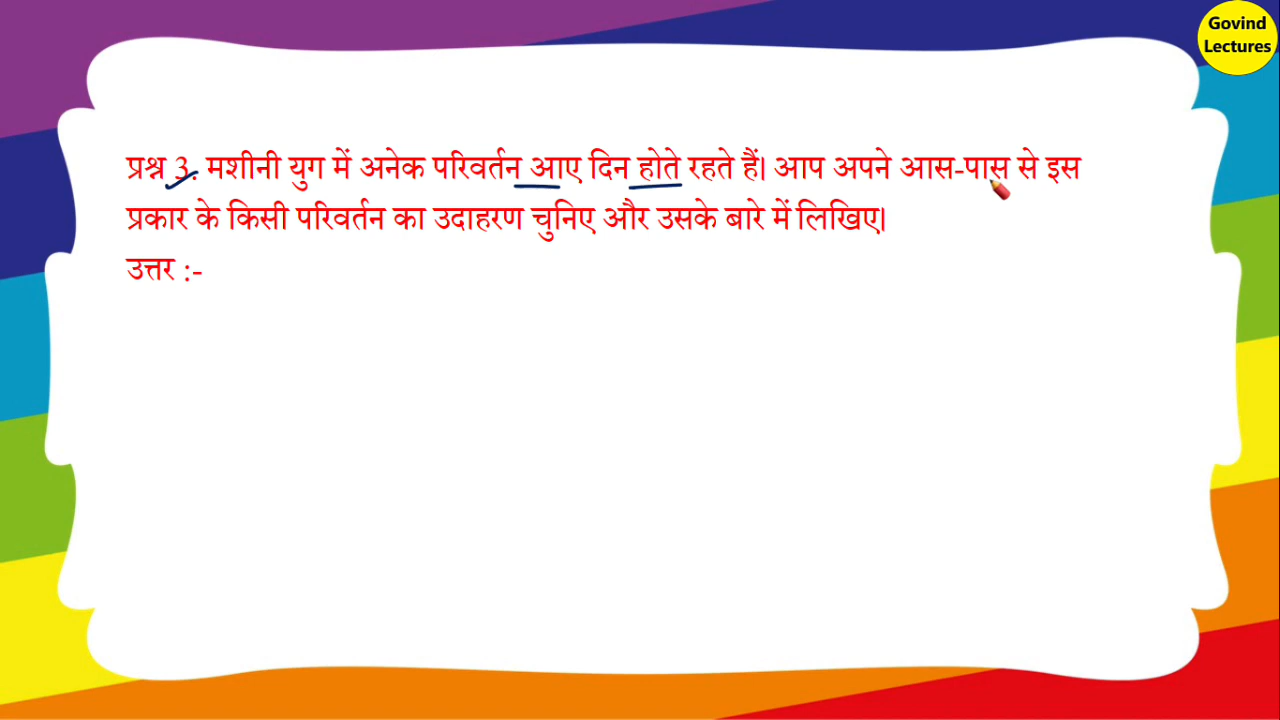 Govind
Lectures
प्रश्न 3. मशीनी युग में अनेक परिवर्तन आए दिन होते रहते हैं। आप अपने आस-पास से इस
प्रकार के किसी परिवर्तन का उदाहरण चुनिए और उसके बारे में लिखिए।
उत्तर :-